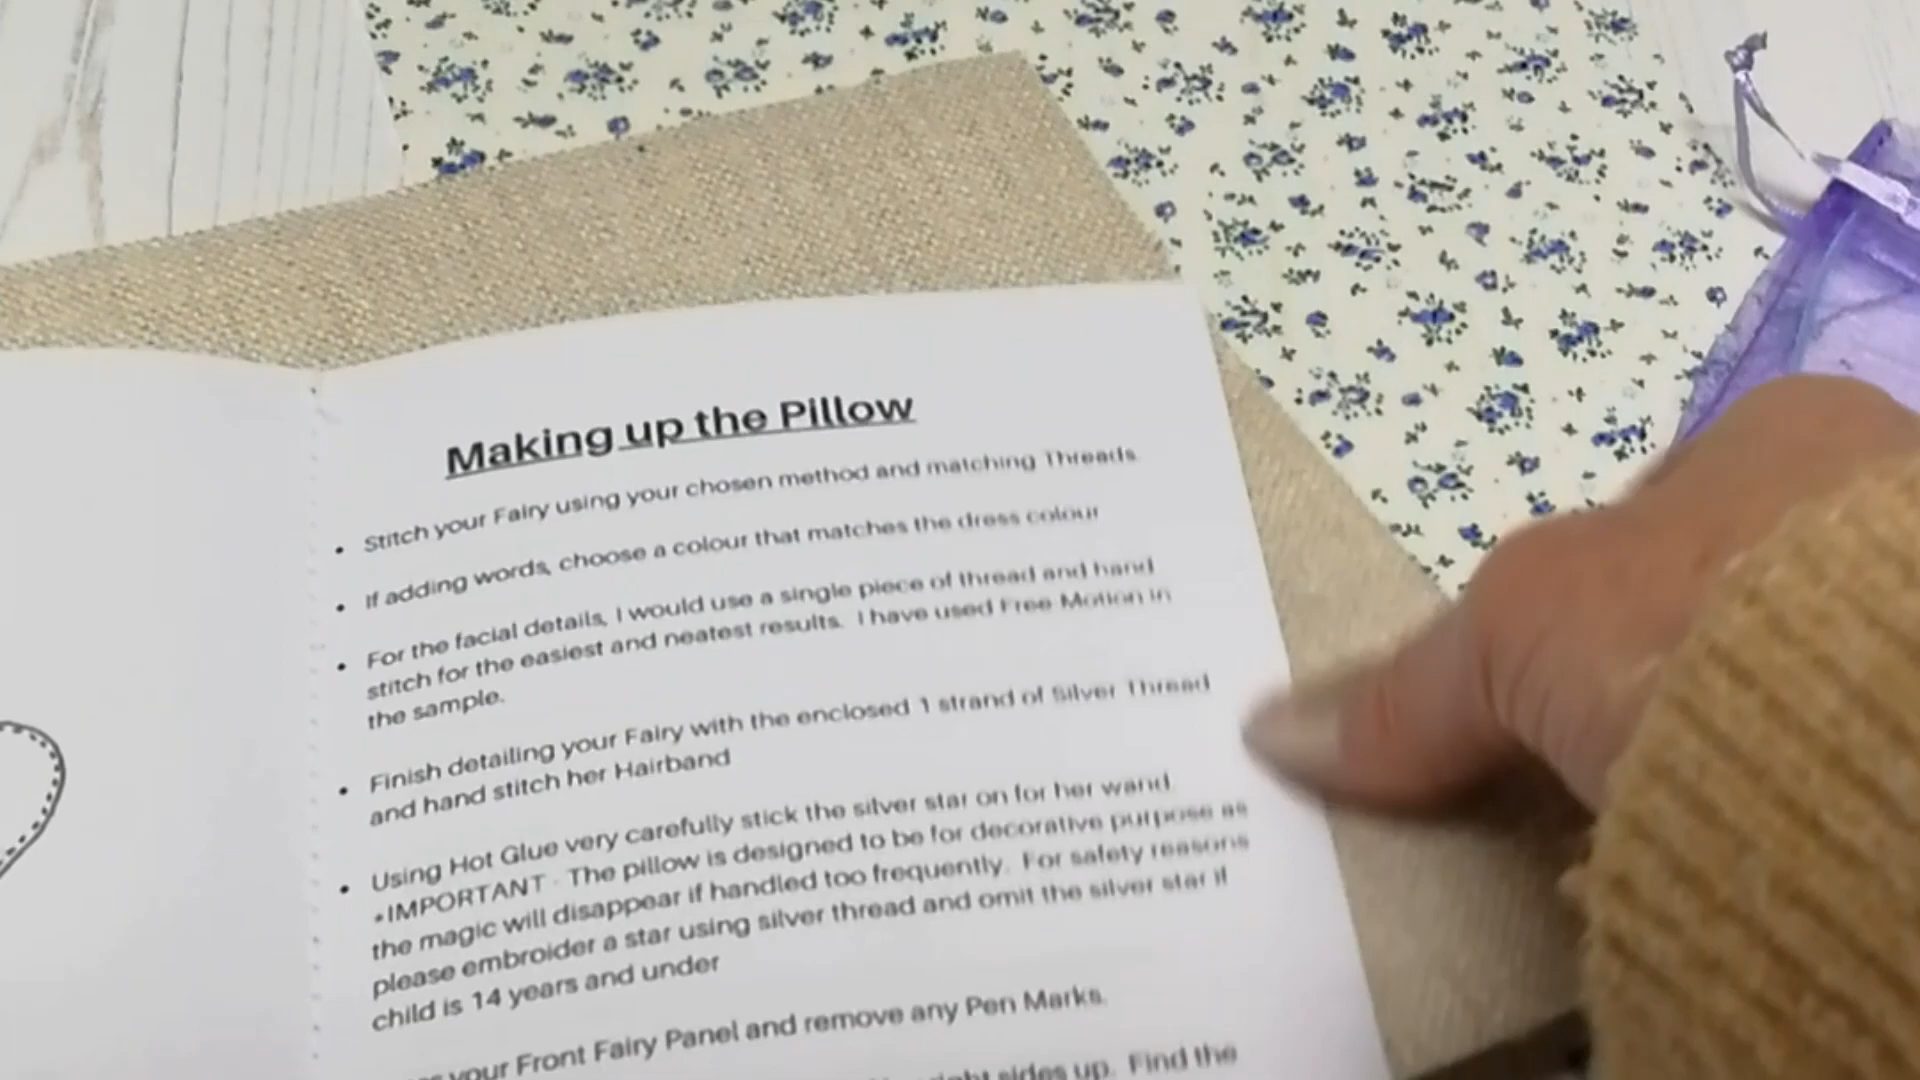 Making up the Pillow
• Stitch your Fairy using your chosen method and matching Threads.
• If adding words, choose a colour that matches the dress colour
• For the facial details, I would use a single piece of thread and hand
stitch for the easiest and neatest results. I have used Free Motion in
the sample.
• Finish detailing your Fairy with the enclosed 1 strand of Silver Thread
and hand stitch her Hairband
• Using Hot Glue very carefully stick the silver star on for her wand.
*IMPORTANT - The pillow is designed to be for decorative purpose as
the magic will disappear if handled too frequently. For safety reasons
please embroider a star using silver thread and omit the silver star if
child is 14 years and under
your Front Fairy Panel and remove any Pen Marks.
sides up. Find the